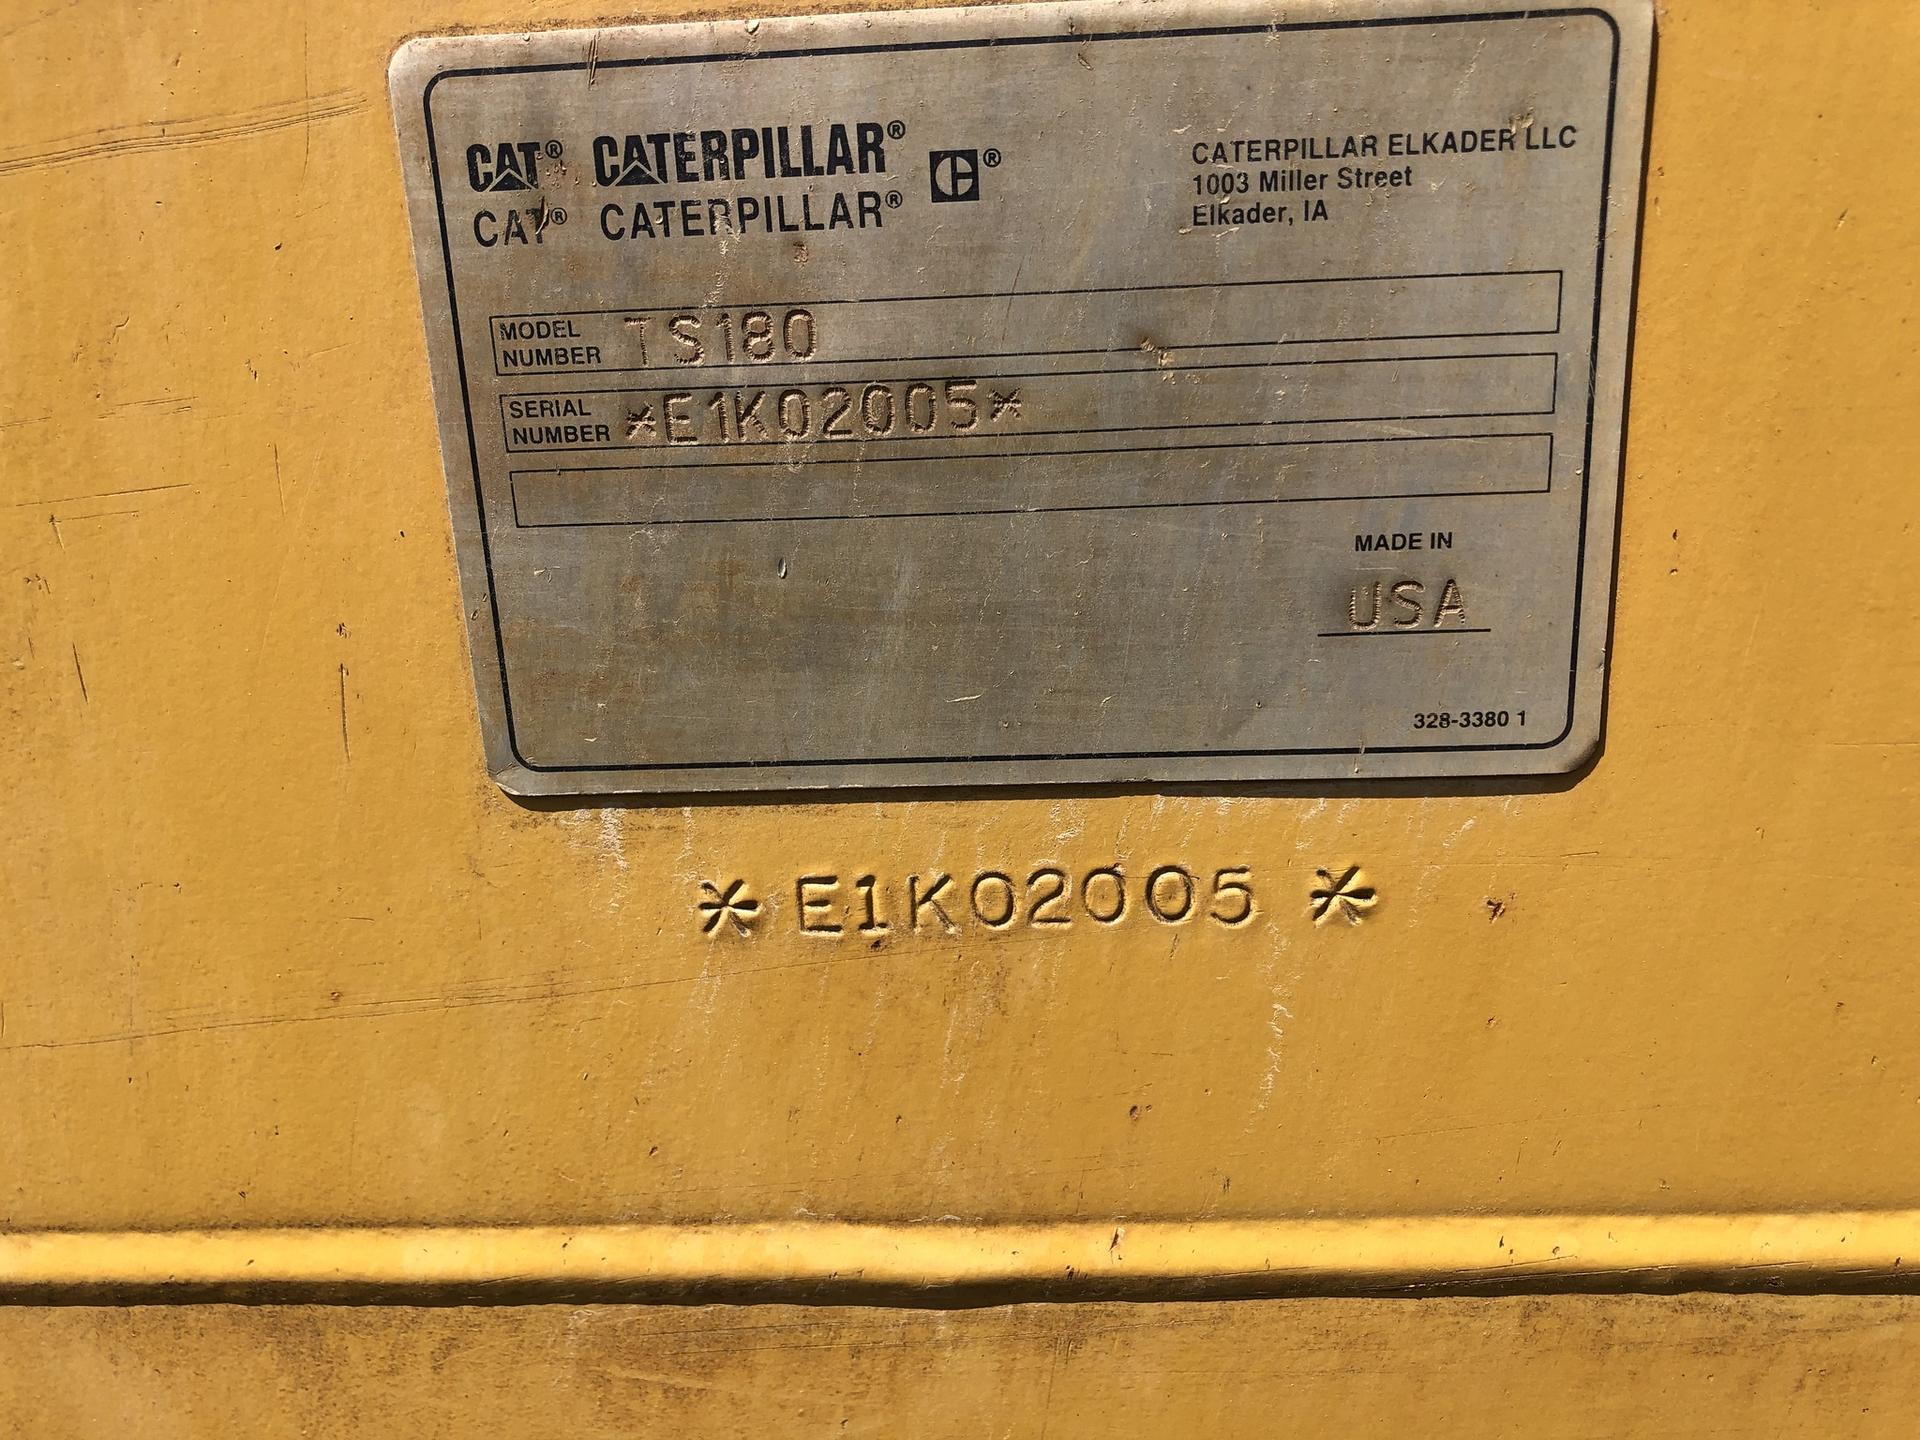 CAT® CATERPILLAR®
CAT® CATERPILLAR®
CATERPILLAR ELKADER LLC
1003 Miller Street
Elkader, IA
MODEL NUMBER TS180
SERIAL NUMBER *E1K02005*
MADE IN
USA
328-3380 1
*E1K02005*